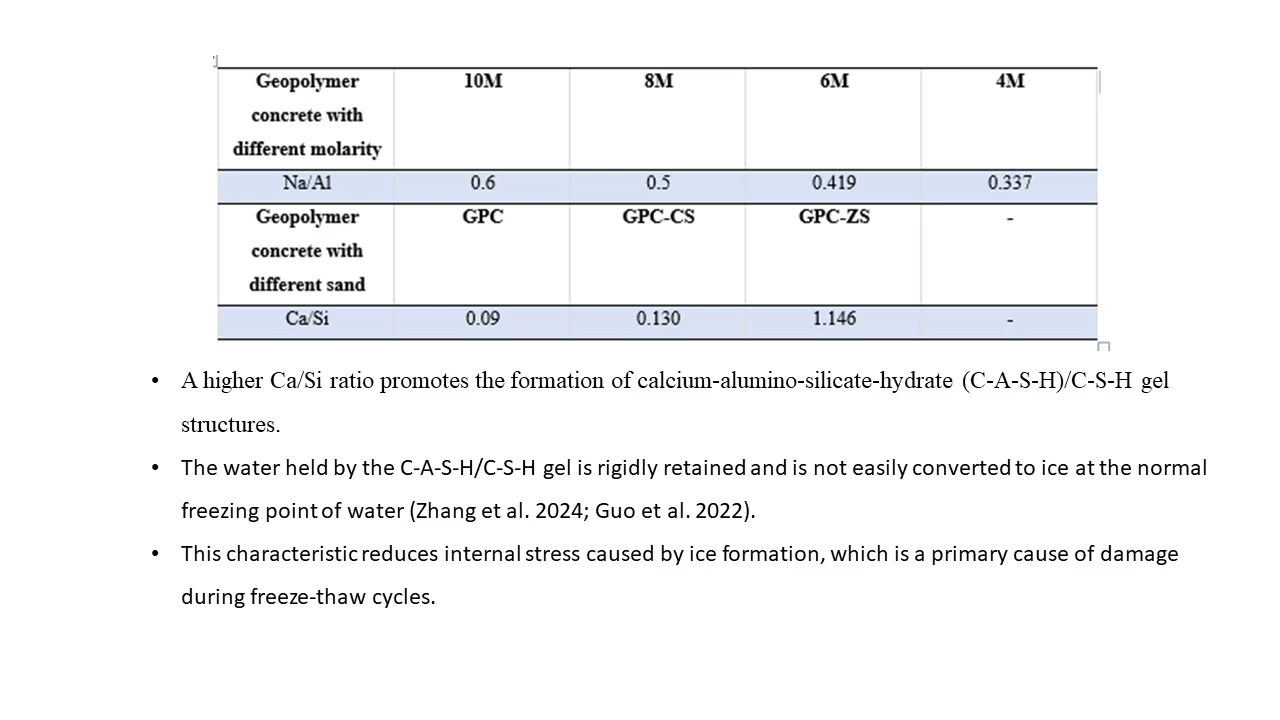 Geopolymer 10M 8M 6M 4M
concrete with
different molarity
Na/Al 0.6 0.5 0.419 0.337
Geopolymer GPC GPC-CS GPC-ZS -
concrete with
different sand
Ca/Si 0.09 0.130 1.146 -
• A higher Ca/Si ratio promotes the formation of calcium-alumino-silicate-hydrate (C-A-S-H)/C-S-H gel
structures.
• The water held by the C-A-S-H/C-S-H gel is rigidly retained and is not easily converted to ice at the normal
freezing point of water (Zhang et al. 2024; Guo et al. 2022).
• This characteristic reduces internal stress caused by ice formation, which is a primary cause of damage
during freeze-thaw cycles.